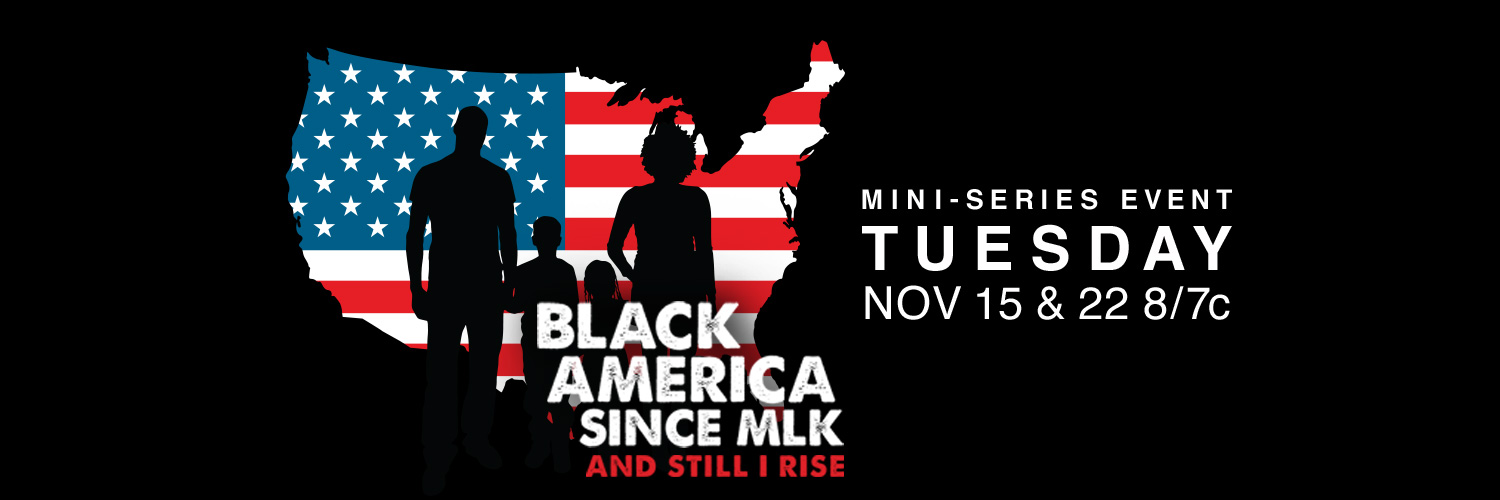 BLACK
AMERICA
SINCE MLK
AND STILL I RISE
MINI-SERIES EVENT
TUESDAY
NOV 15 & 22 8/7c